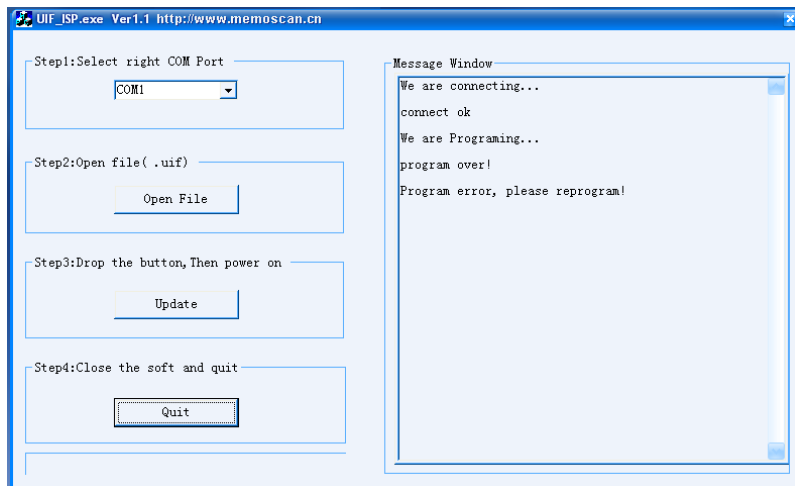 UIF_ISP.exe Ver1.1 http://www.memoscan.cn
Step1:Select right COM Port
COM1
Step2:Open file( .uif)
Open File
Step3:Drop the button,Then power on
Update
Step4:Close the soft and quit
Quit
Message Window
We are connecting...
connect ok
We are Programing...
program over!
Program error, please reprogram!